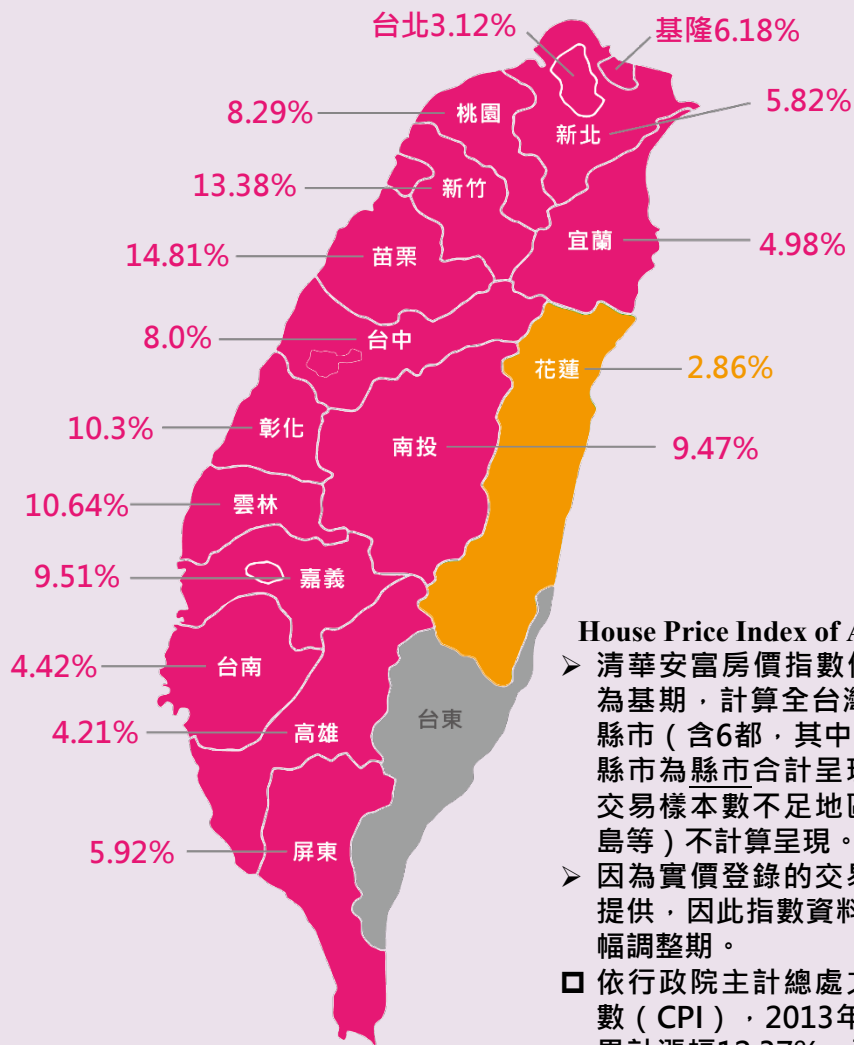 台北3.12%
基隆6.18%
8.29%
桃園
5.82%
新北
13.38%
新竹
14.81%
苗栗
宜蘭
4.98%
8.0%
台中
花蓮
2.86%
10.3%
彰化
南投
9.47%
10.64%
雲林
9.51%
嘉義
4.42%
台南
台東
4.21%
高雄
5.92%
屏東
House Price Index of
➢ 清華安富房價指數
為基期，計算全台灣
縣市（含6都，其中
縣市為縣市合計呈現
交易樣本數不足地區
島等）不計算呈現。
➢ 因為實價登錄的交易
提供，因此指數資料
幅調整期。
依行政院主計總處
數（CPI），2013年